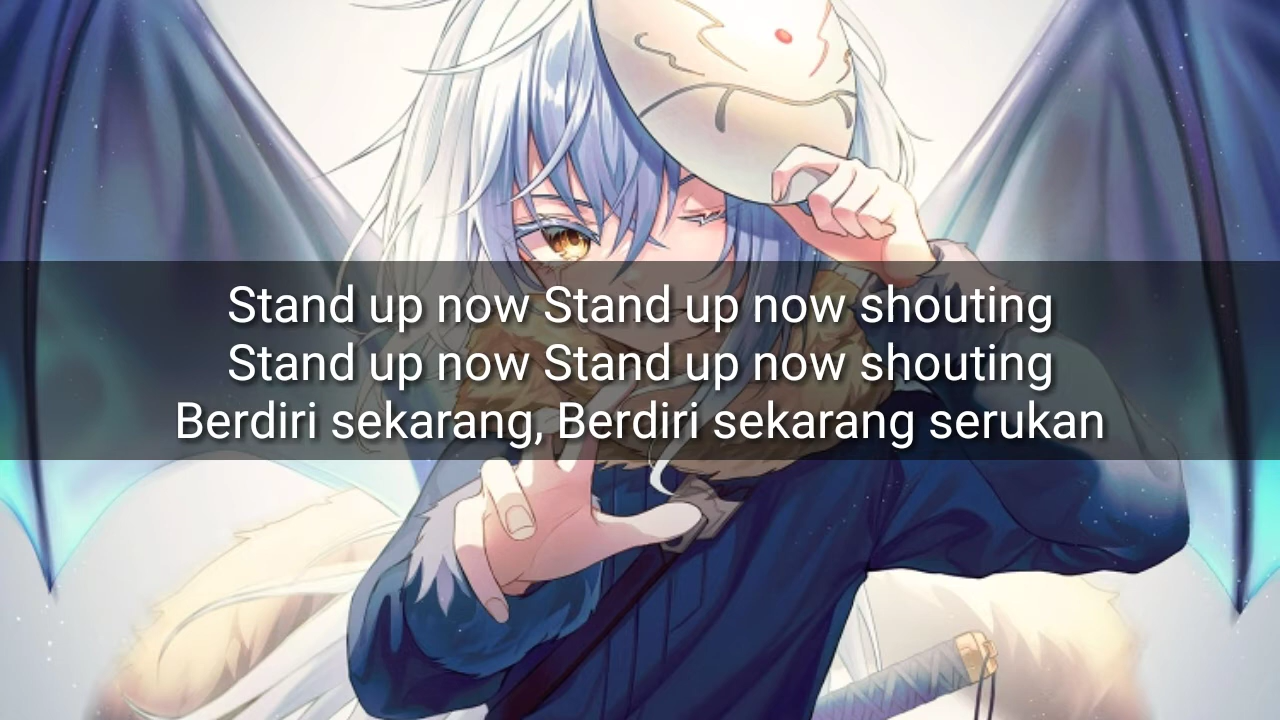 Stand up now Stand up now shouting
Stand up now Stand up now shouting
Berdiri sekarang, Berdiri sekarang serukan